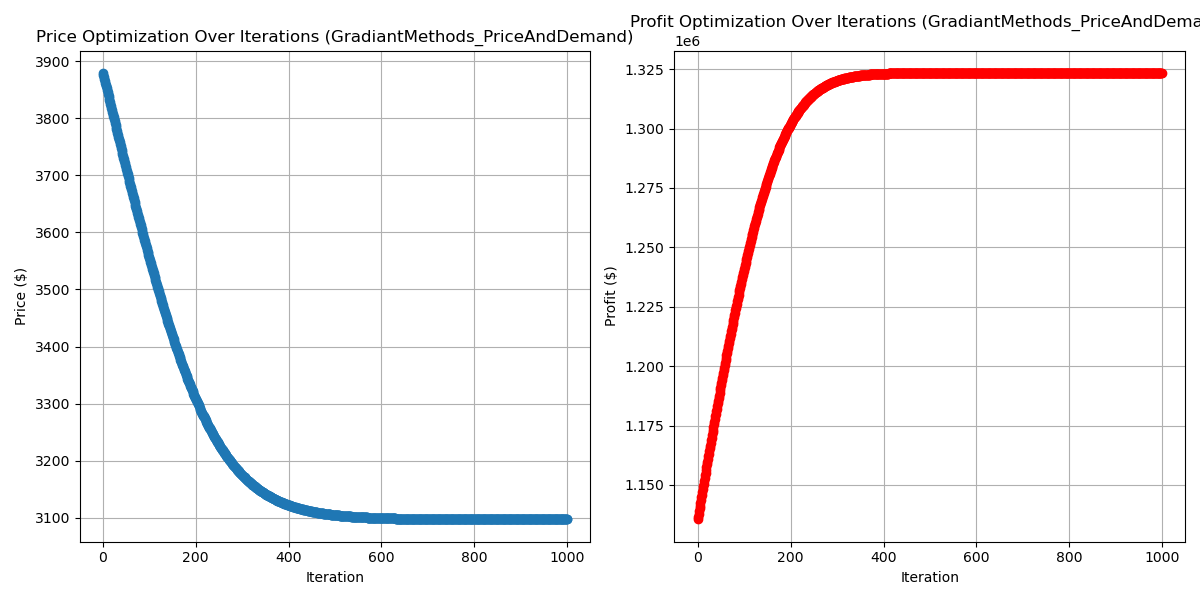 Price Optimization Over Iterations (GradiantMethods_PriceAndDemand)
3900
3800
3700
3600
3500
3400
3300
3200
3100
Price ($)
0 200 400 600 800 1000
Iteration
Profit Optimization Over Iterations (GradiantMethods_PriceAndDema
1e6
1.325
1.300
1.275
1.250
1.225
1.200
1.175
1.150
Profit ($)
0 200 400 600 800 1000
Iteration